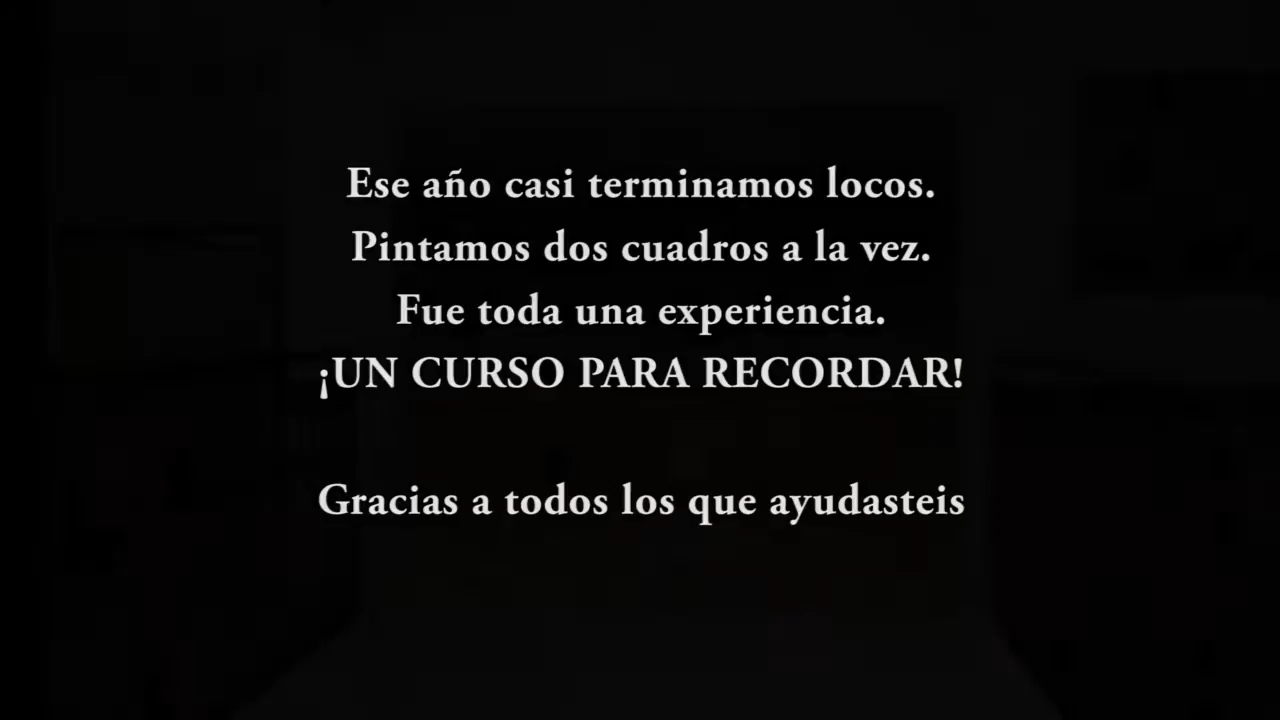 Ese año casi terminamos locos.
Pintamos dos cuadros a la vez.
Fue toda una experiencia.
¡UN CURSO PARA RECORDAR!
Gracias a todos los que ayudasteis